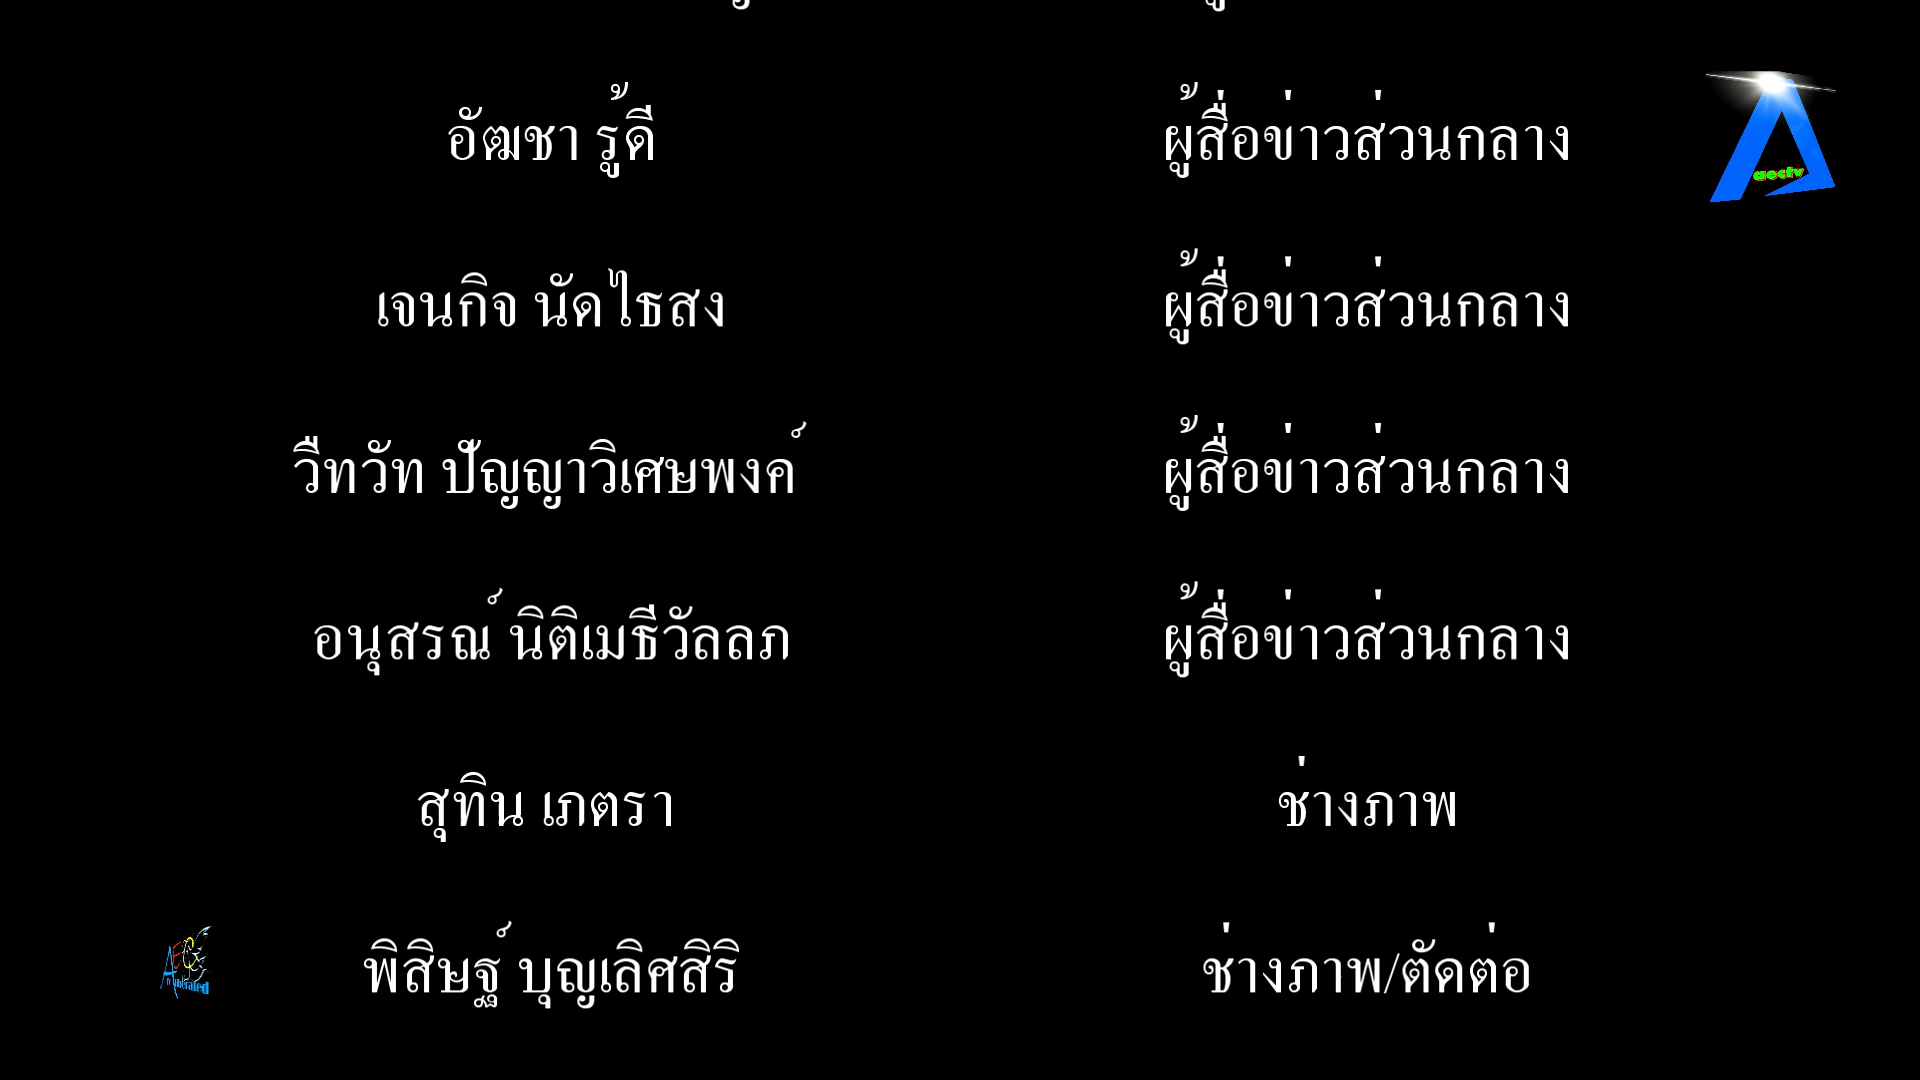 อัฒชา รู้ดี ผู้สื่อข่าวส่วนกลาง
aectv
เจนกิจ นัดไธสง ผู้สื่อข่าวส่วนกลาง
วืทวัท ปัญญาวิเศษพงค์ ผู้สื่อข่าวส่วนกลาง
อนุสรณ์ นิติเมธีวัลลภ ผู้สื่อข่าวส่วนกลาง
สุทิน เภตรา ช่างภาพ
พิสิษฐ์ บุญเลิศสิริ ช่างภาพ/ตัดต่อ